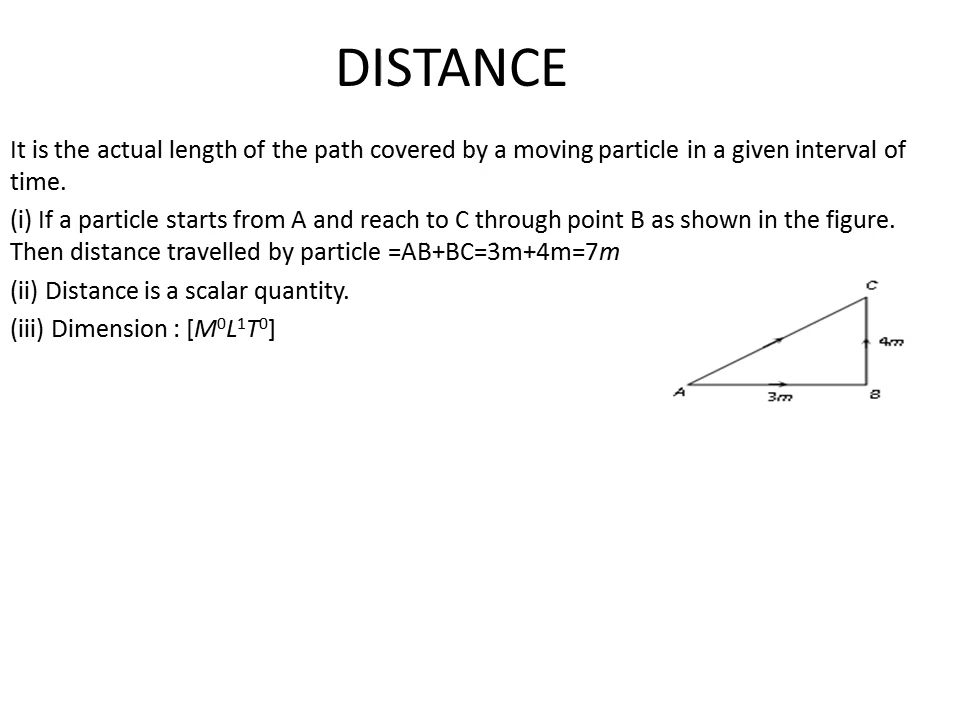 DISTANCE
It is the actual length of the path covered by a moving particle in a given interval of
time.
(i) If a particle starts from A and reach to C through point B as shown in the figure.
Then distance travelled by particle =AB+BC=3m+4m=7m
(ii) Distance is a scalar quantity.
(iii) Dimension : [M⁰L¹T⁰]
C
4m
A
3m
B